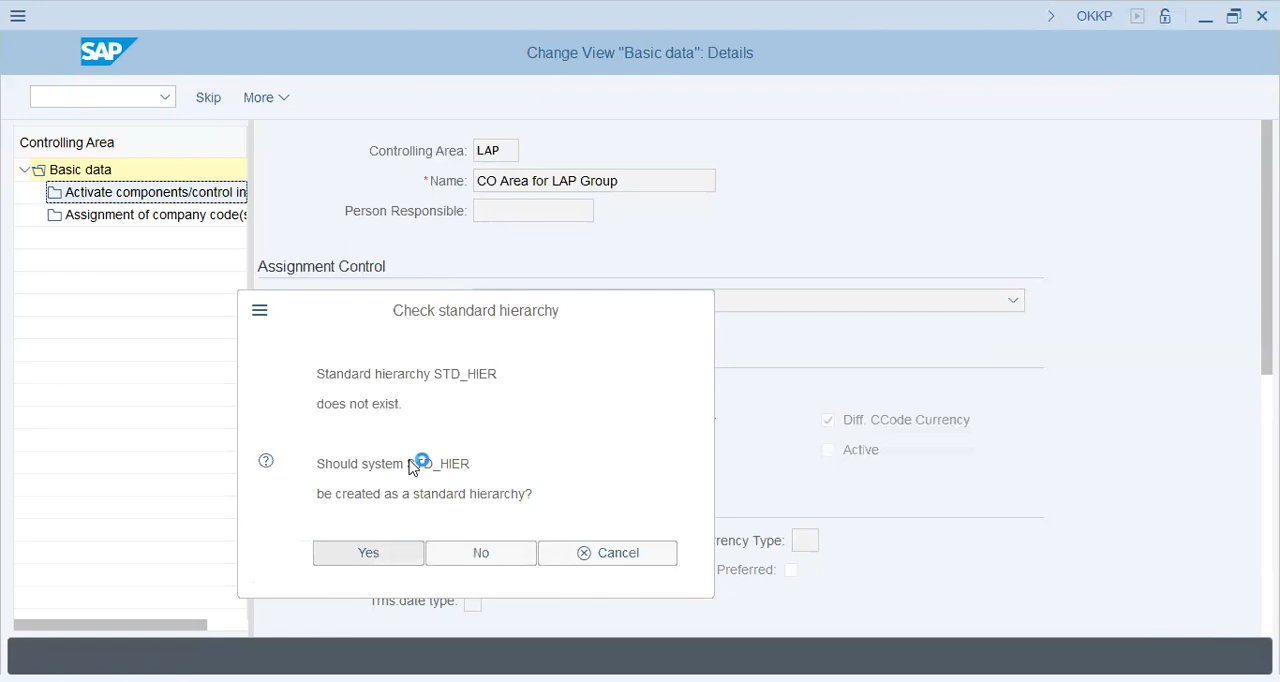 OKKP
SAP
Change View "Basic data": Details
Skip
More
Controlling Area
Basic data
Activate components/control in
Assignment of company code(s
Controlling Area: LAP
*Name: CO Area for LAP Group
Person Responsible:
Assignment Control
Check standard hierarchy
Standard hierarchy STD_HIER
does not exist.
Should system STD_HIER
be created as a standard hierarchy?
Yes
No
Cancel
Diff. CCode Currency
Active
rrency Type:
Preferred:
Trns.date type: